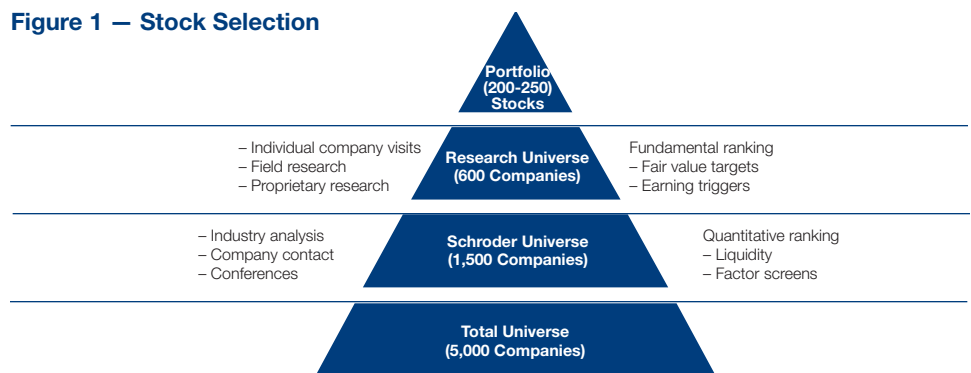 Figure 1 — Stock Selection
Portfolio
(200-250)
Stocks
– Individual company visits
– Field research
– Proprietary research
Research Universe
(600 Companies)
Fundamental ranking
– Fair value targets
– Earning triggers
– Industry analysis
– Company contact
– Conferences
Schroder Universe
(1,500 Companies)
Quantitative ranking
– Liquidity
– Factor screens
Total Universe
(5,000 Companies)